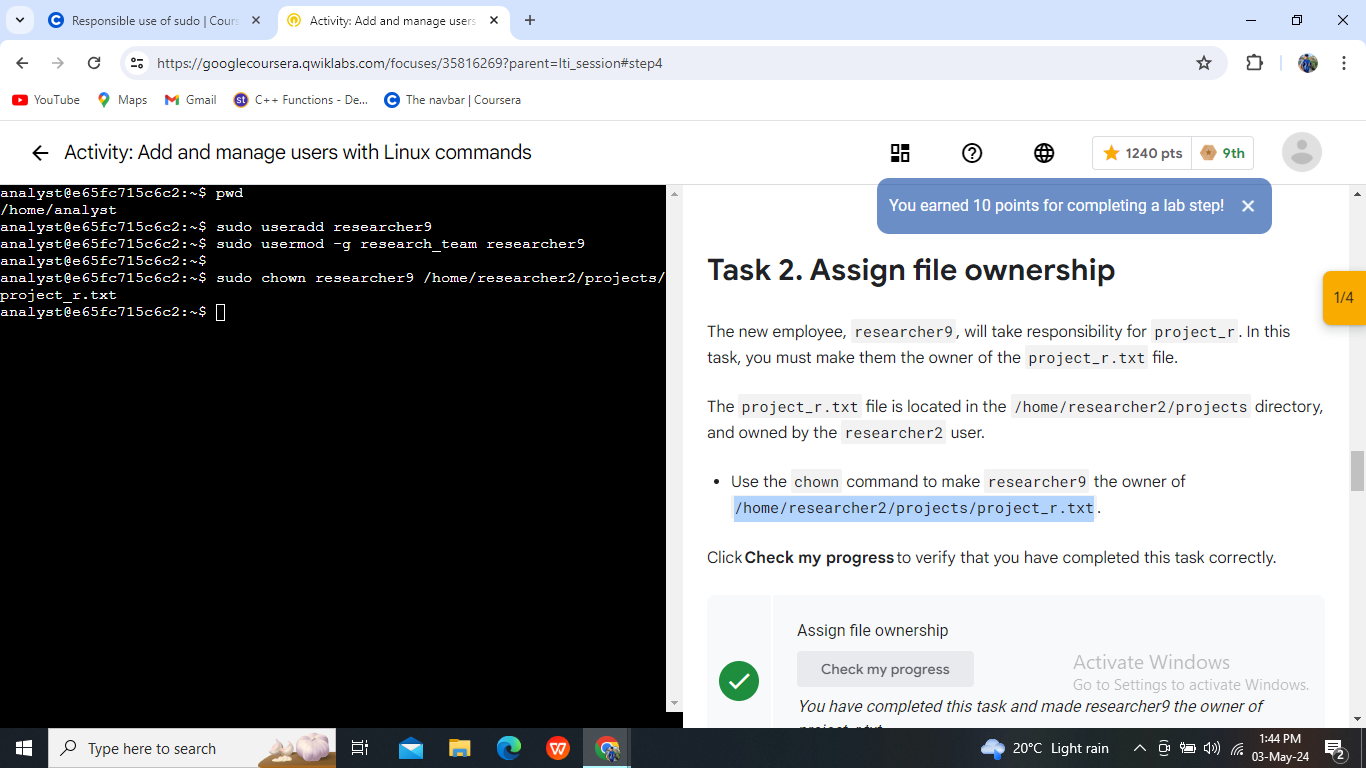 Responsible use of sudo | Cours
Activity: Add and manage users
https://googlecoursera.qwiklabs.com/focuses/35816269?parent=lti_session#step4
YouTube
Maps
Gmail
st
C++ Functions - De...
The navbar | Coursera
Activity: Add and manage users with Linux commands
1240 pts
9th
You earned 10 points for completing a lab step!
analyst@e65fc715c6c2:~$ pwd
/home/analyst
analyst@e65fc715c6c2:~$ sudo useradd researcher9
analyst@e65fc715c6c2:~$ sudo usermod -g research_team researcher9
analyst@e65fc715c6c2:~$
analyst@e65fc715c6c2:~$ sudo chown researcher9 /home/researcher2/projects/
project_r.txt
analyst@e65fc715c6c2:~$
Task 2. Assign file ownership
1/4
The new employee, researcher9, will take responsibility for project_r. In this
task, you must make them the owner of the project_r.txt file.
The project_r.txt file is located in the /home/researcher2/projects directory,
and owned by the researcher2 user.
• Use the chown command to make researcher9 the owner of
/home/researcher2/projects/project_r.txt.
Click Check my progress to verify that you have completed this task correctly.
Assign file ownership
Check my progress
You have completed this task and made researcher9 the owner of
project_r.txt
Activate Windows
Go to Settings to activate Windows.
Type here to search
20°C Light rain
1:44 PM
03-May-24
2